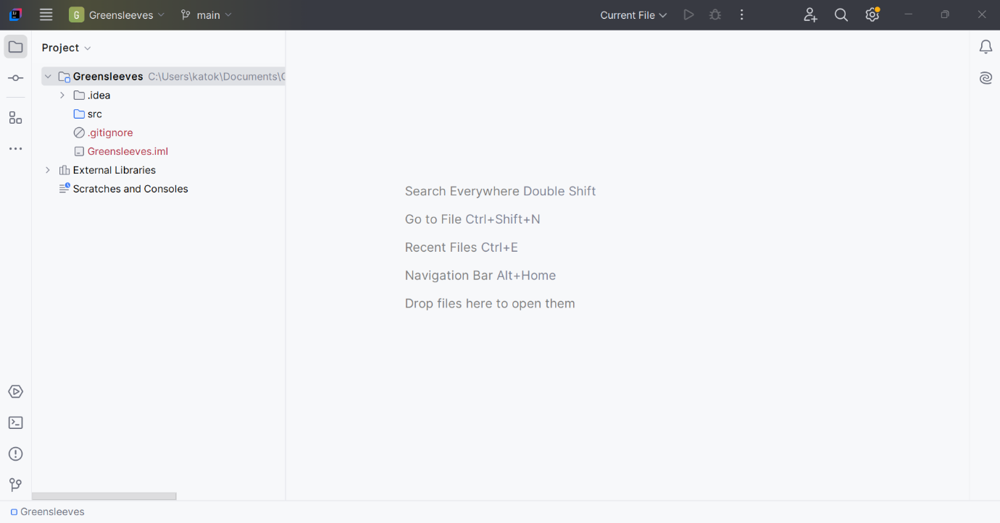 G Greensleeves main Current File
Project
Greensleeves C:\Users\katok\Documents\
.idea
src
.gitignore
Greensleeves.iml
External Libraries
Scratches and Consoles
Search Everywhere Double Shift
Go to File Ctrl+Shift+N
Recent Files Ctrl+E
Navigation Bar Alt+Home
Drop files here to open them
Greensleeves